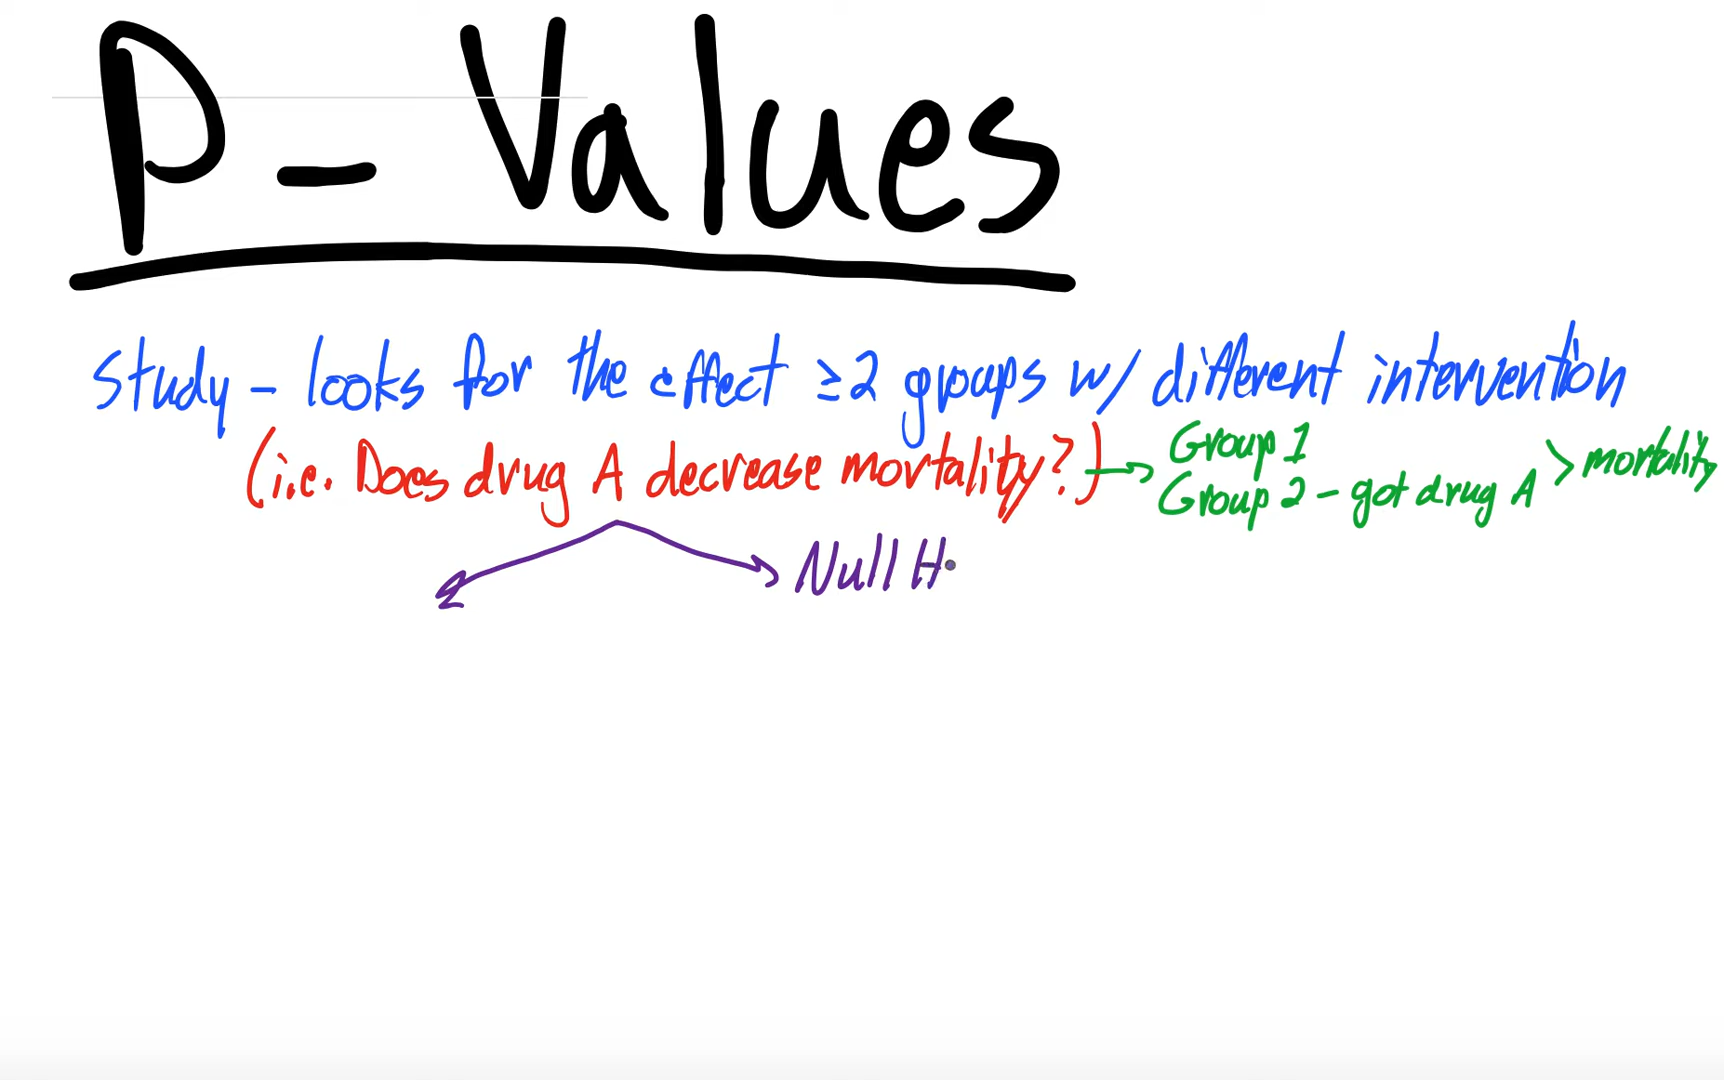 P- Values
Study - looks for the effect ≥2 groups w/ different intervention
(i.e. Does drug A decrease mortality?)
Group 1
Group 2 - got drug A > mortality
Null H